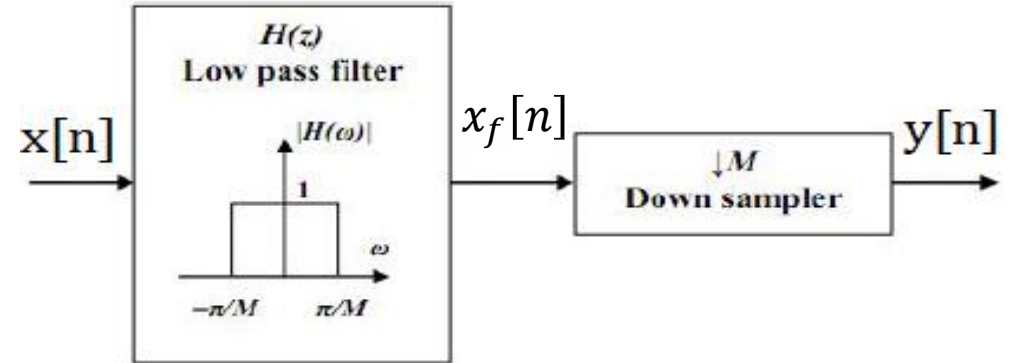 H(z)
Low pass filter
x[n]
|H(ω)|
1
ω
−π/M
π/M
x_f[n]
↓M
Down sampler
y[n]